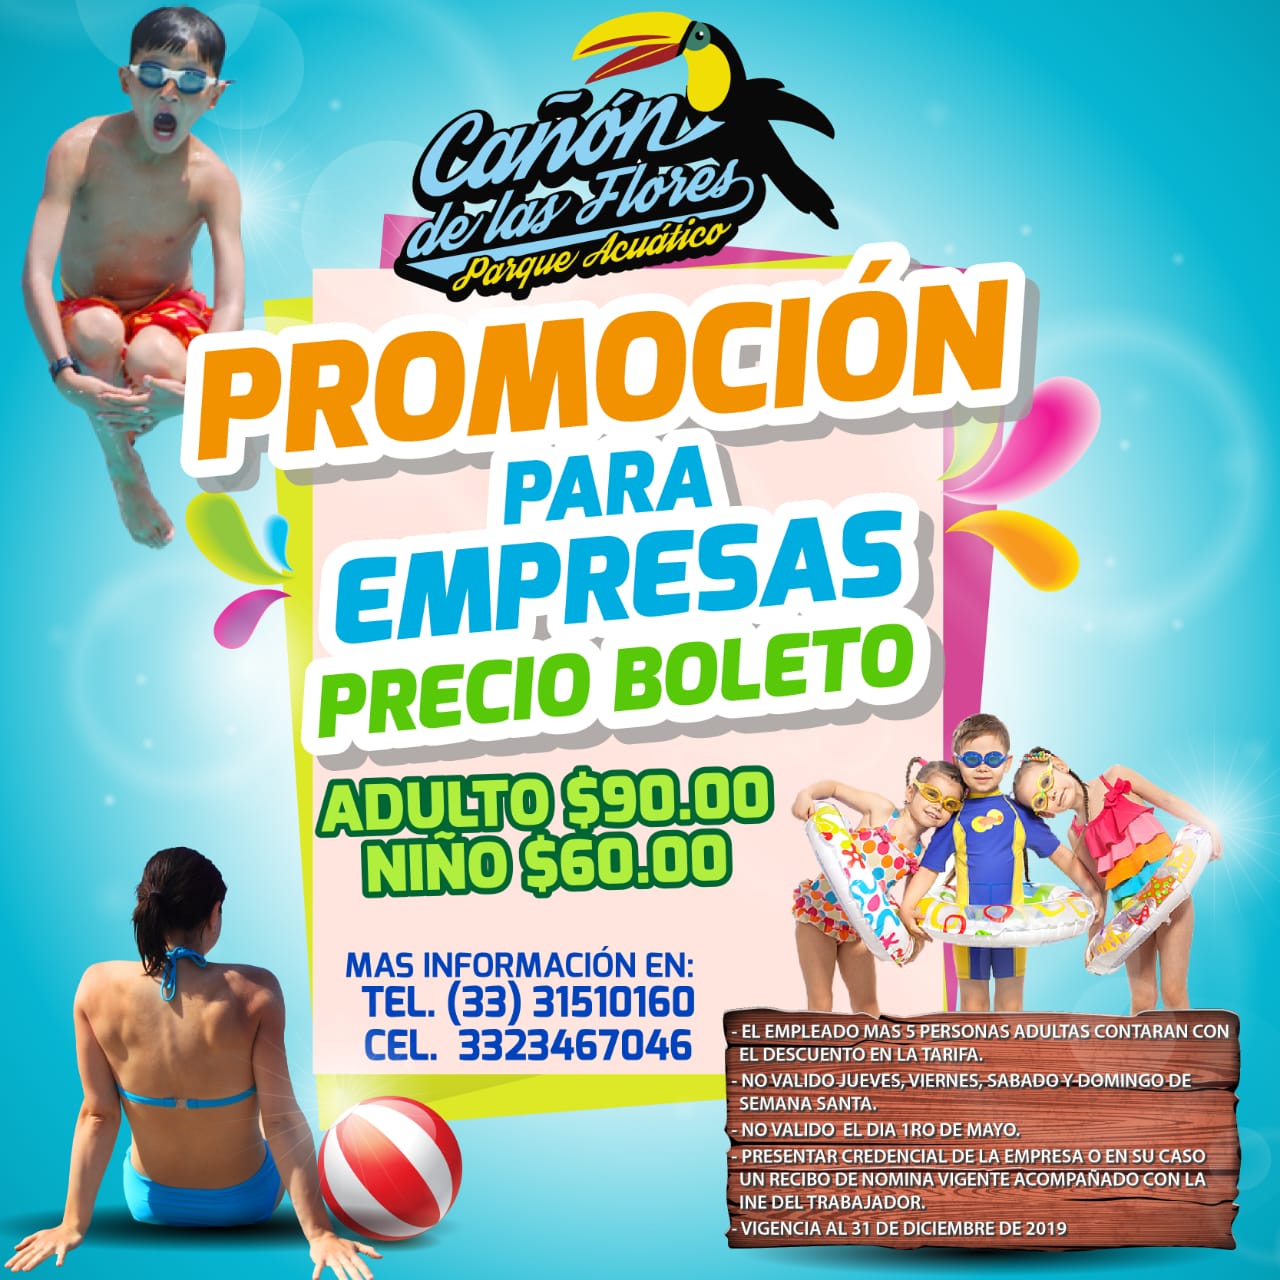 Cañón
de las Flores
Parque Acuático
PROMOCIÓN
PARA
EMPRESAS
PRECIO BOLETO
ADULTO $90.00
NIÑO $60.00
MAS INFORMACIÓN EN:
TEL. (33) 31510160
CEL. 3323467046
- EL EMPLEADO MAS 5 PERSONAS ADULTAS CONTARAN CON
EL DESCUENTO EN LA TARIFA.
- NO VALIDO JUEVES, VIERNES, SABADO Y DOMINGO DE
SEMANA SANTA.
- NO VALIDO EL DIA 1RO DE MAYO.
- PRESENTAR CREDENCIAL DE LA EMPRESA O EN SU CASO
UN RECIBO DE NOMINA VIGENTE ACOMPAÑADO CON LA
INE DEL TRABAJADOR.
- VIGENCIA AL 31 DE DICIEMBRE DE 2019